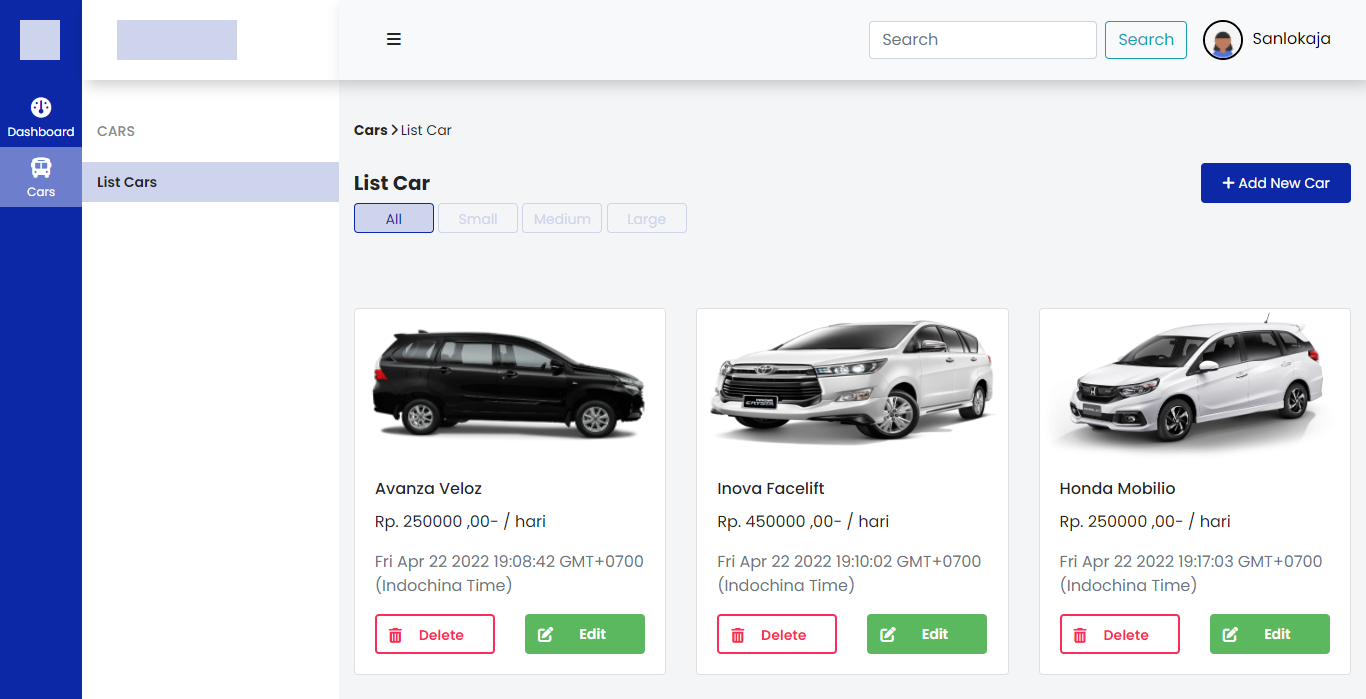 Search
Search
Sanlokaja
Dashboard
Cars
CARS
List Cars
Cars > List Car
List Car
+ Add New Car
All
Small
Medium
Large
Avanza Veloz
Rp. 250000 ,00- / hari
Fri Apr 22 2022 19:08:42 GMT+0700
(Indochina Time)
Delete
Edit
Inova Facelift
Rp. 450000 ,00- / hari
Fri Apr 22 2022 19:10:02 GMT+0700
(Indochina Time)
Delete
Edit
Honda Mobilio
Rp. 250000 ,00- / hari
Fri Apr 22 2022 19:17:03 GMT+0700
(Indochina Time)
Delete
Edit